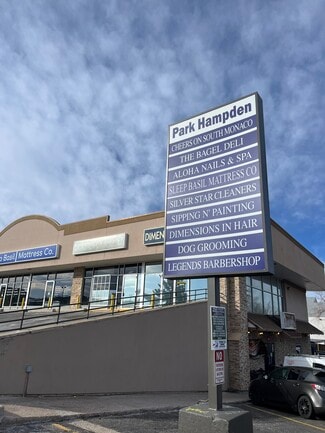 Park Hampden
CHEERS ON SOUTH MONACO
THE BAGEL DELI
ALOHA NAILS & SPA
SLEEP BASIL MATTRESS CO
SILVER STAR CLEANERS
SIPPING N' PAINTING
DIMENSIONS IN HAIR
DOG GROOMING
LEGENDS BARBERSHOP
Basil Mattress Co.
DIMEN
NO